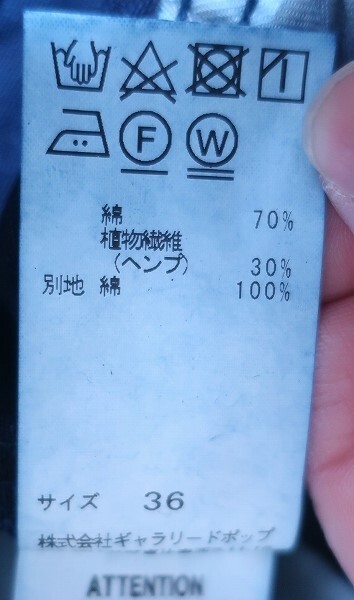 F W
綿 70%
植物繊維
(ヘンプ) 30%
別地 綿 100%
サイズ 36
株式会社ギャラリードポップ
ATTENTION